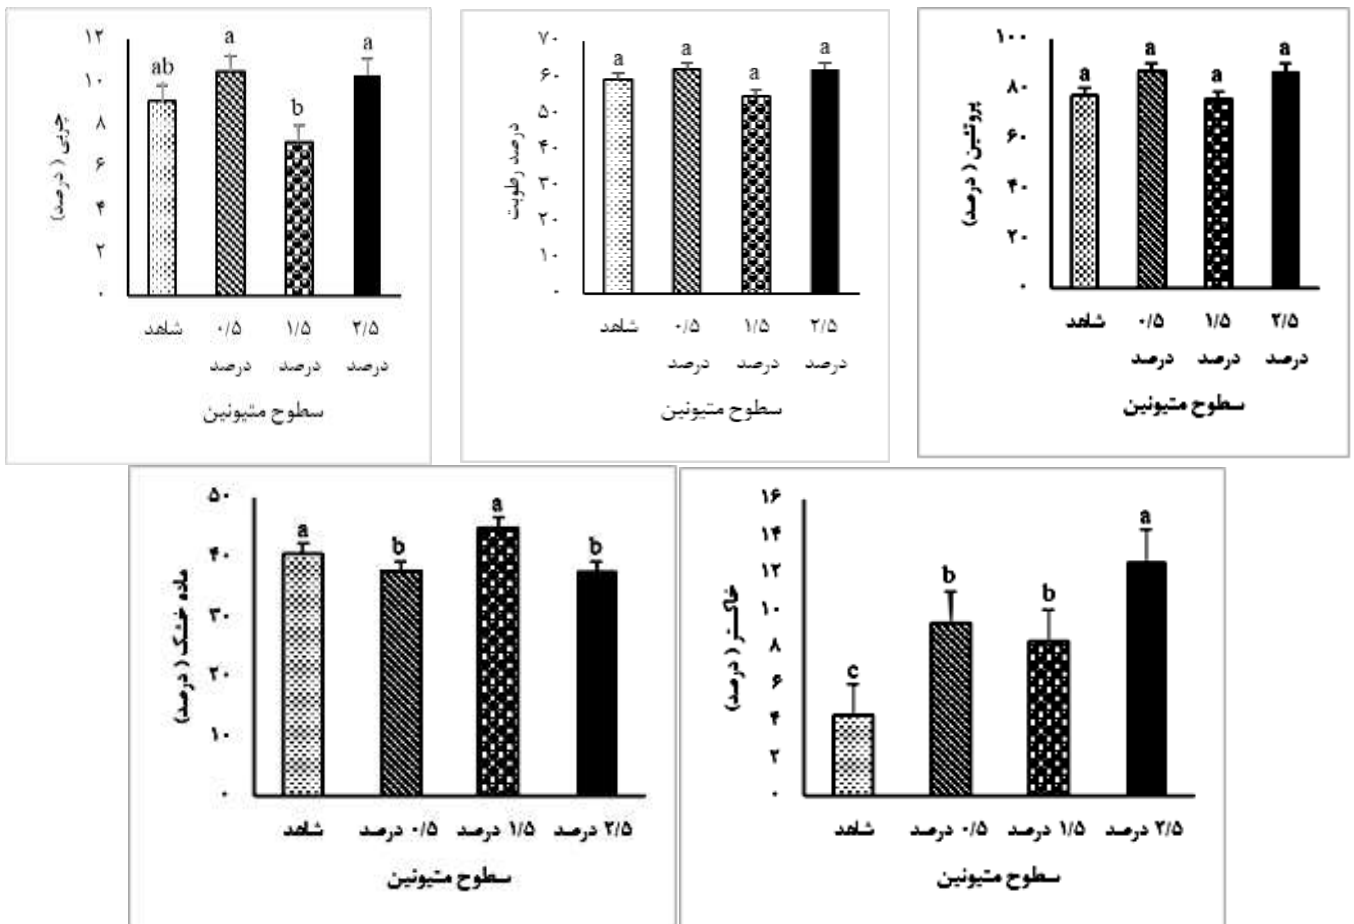 چربی (درصد)
۱۲
۱۰
۸
۶
۴
۲
۰
ab
a
b
a
شاهد
۰/۵ درصد
۱/۵ درصد
۲/۵ درصد
سطوح متیونین
درصد رطوبت
۷۰
۶۰
۵۰
۴۰
۳۰
۲۰
۱۰
۰
a
a
a
a
شاهد
۰/۵ درصد
۱/۵ درصد
۲/۵ درصد
سطوح متیونین
پروتئین (درصد)
۱۰۰
۸۰
۶۰
۴۰
۲۰
۰
a
a
a
a
شاهد
۰/۵ درصد
۱/۵ درصد
۲/۵ درصد
سطوح متیونین
ماده خشک (درصد)
۵۰
۴۰
۳۰
۲۰
۱۰
۰
a
b
a
b
شاهد
۰/۵ درصد
۱/۵ درصد
۲/۵ درصد
سطوح متیونین
خاکستر (درصد)
۱۶
۱۴
۱۲
۱۰
۸
۶
۴
۲
۰
c
b
b
a
شاهد
۰/۵ درصد
۱/۵ درصد
۲/۵ درصد
سطوح متیونین